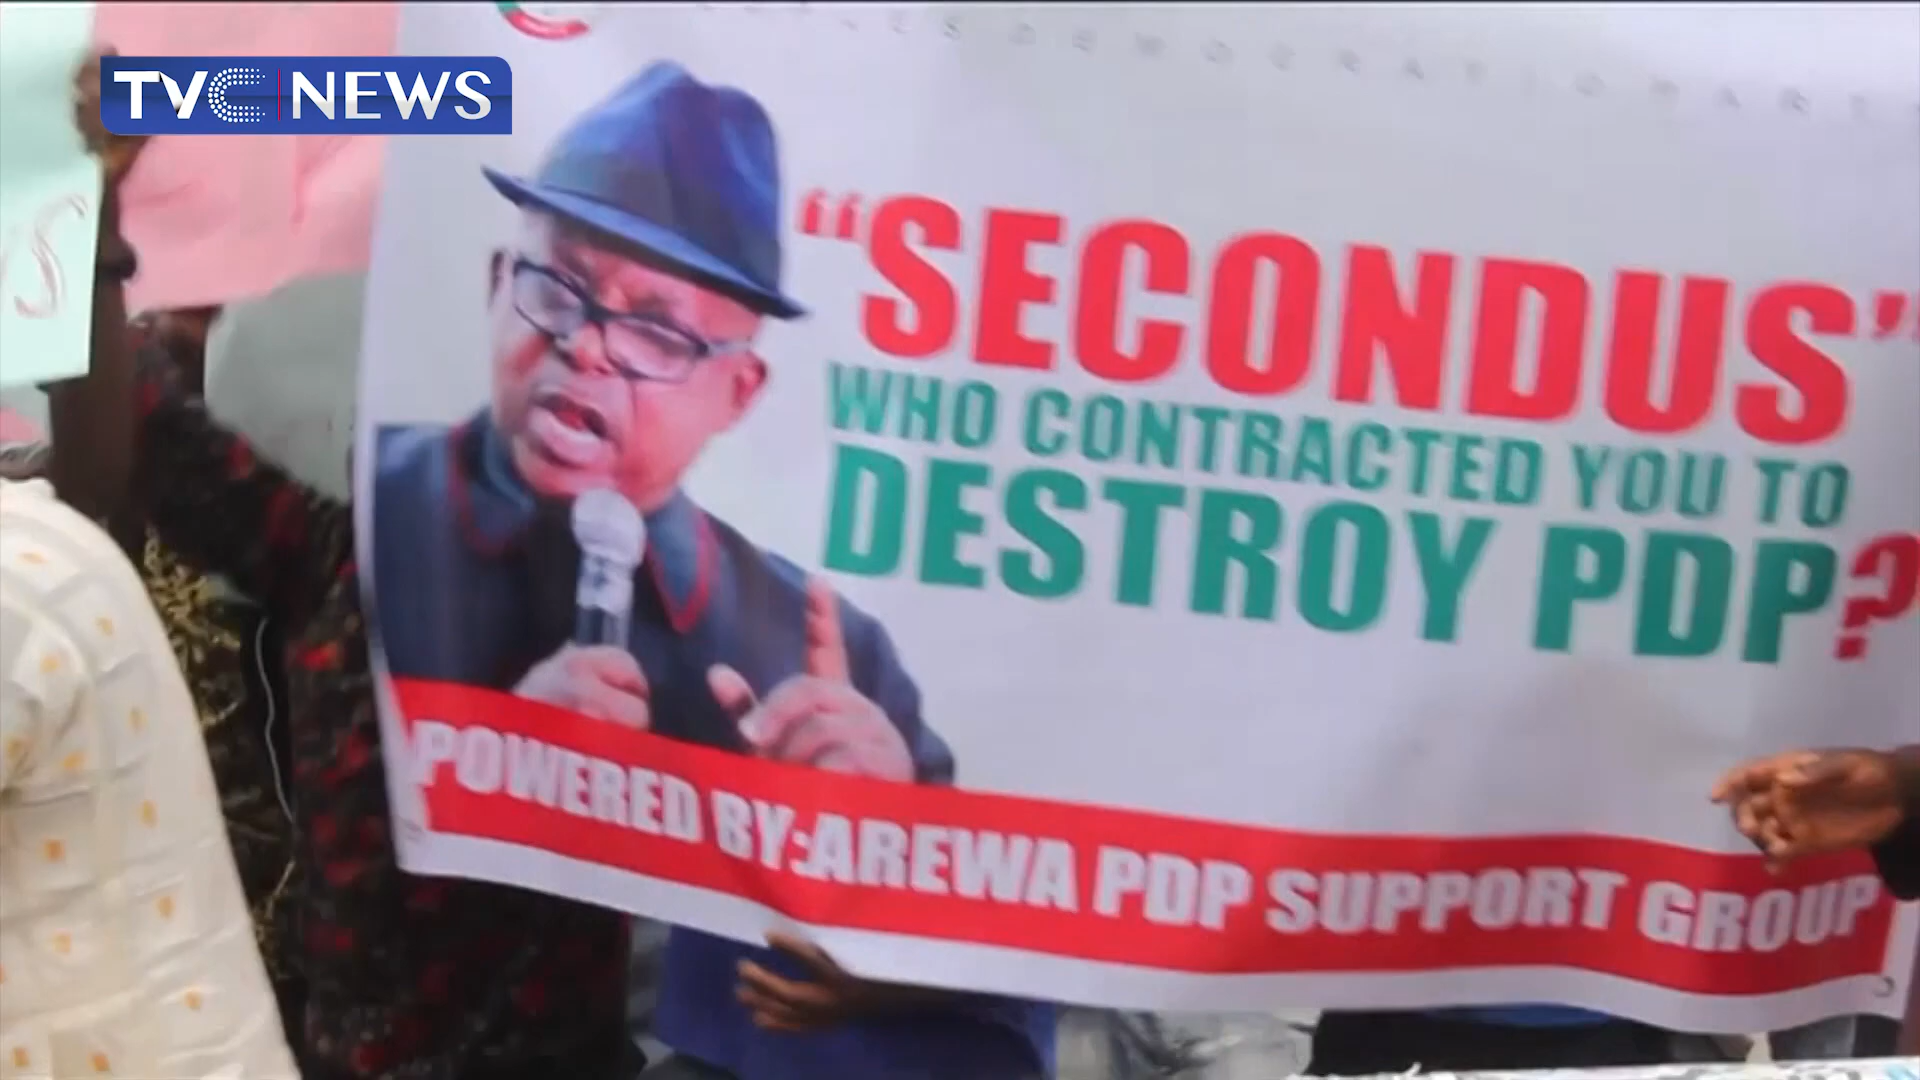 TVC NEWS
"SECONDUS"
WHO CONTRACTED YOU TO
DESTROY PDP?
POWERED BY:AREWA PDP SUPPORT GROUP